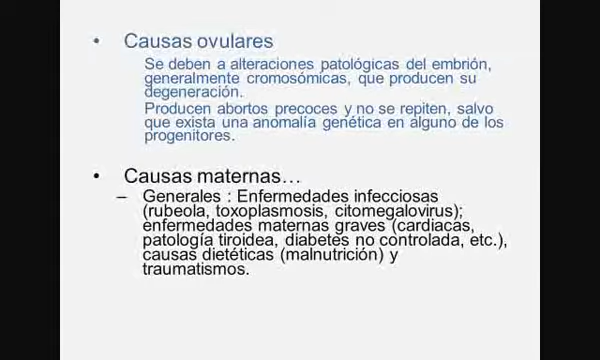 • Causas ovulares
Se deben a alteraciones patológicas del embrión,
generalmente cromosómicas, que producen su
degeneración.
Producen abortos precoces y no se repiten, salvo
que exista una anomalía genética en alguno de los
progenitores.
• Causas maternas…
– Generales : Enfermedades infecciosas
(rubeola, toxoplasmosis, citomegalovirus);
enfermedades maternas graves (cardiacas,
patología tiroidea, diabetes no controlada, etc.),
causas dietéticas (malnutrición) y
traumatismos.